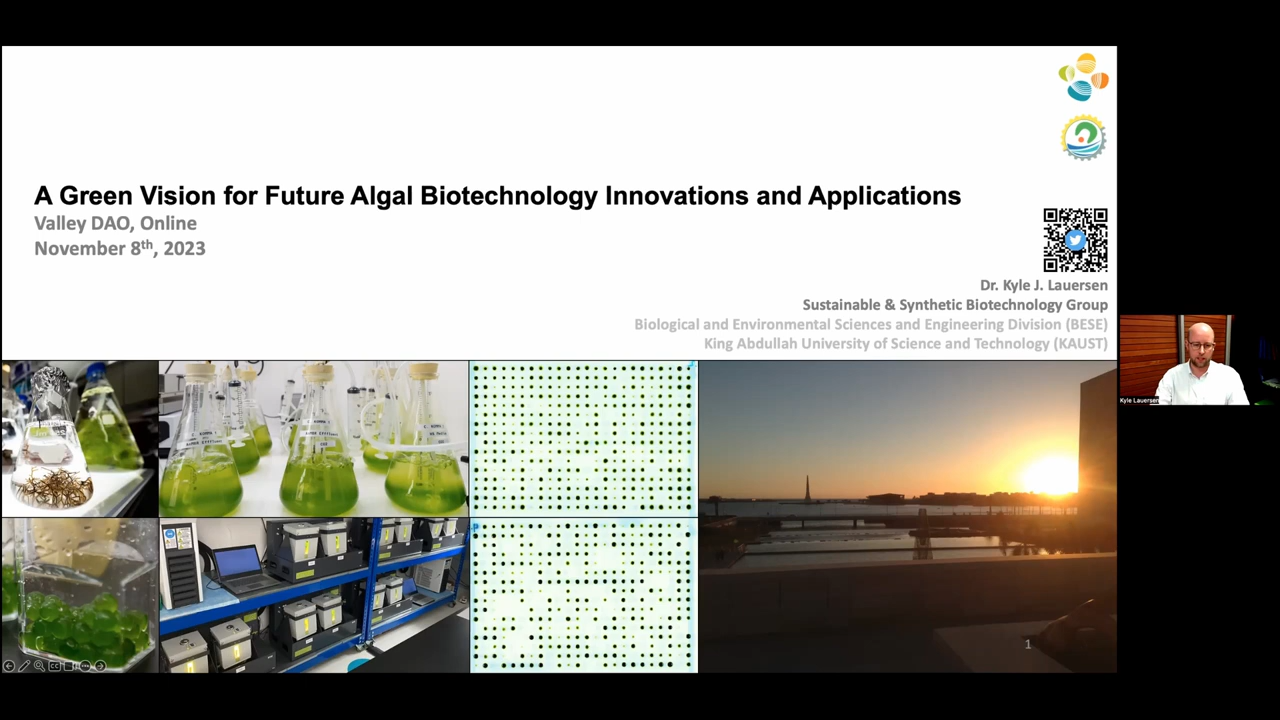 A Green Vision for Future Algal Biotechnology Innovations and Applications
Valley DAO, Online
November 8th, 2023
Dr. Kyle J. Lauersen
Sustainable & Synthetic Biotechnology Group
Biological and Environmental Sciences and Engineering Division (BESE)
King Abdullah University of Science and Technology (KAUST)
Kyle Lauersen
1